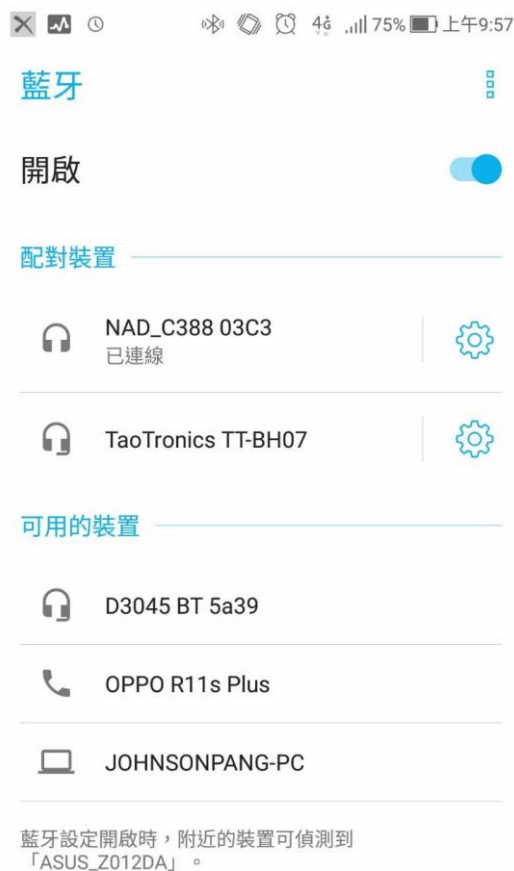 75% 上午9:57
藍牙
開啟
配對裝置
NAD_C388 03C3
已連線
TaoTronics TT-BH07
可用的裝置
D3045 BT 5a39
OPPO R11s Plus
JOHNSONPANG-PC
藍牙設定開啟時，附近的裝置可偵測到
「ASUS_Z012DA」。